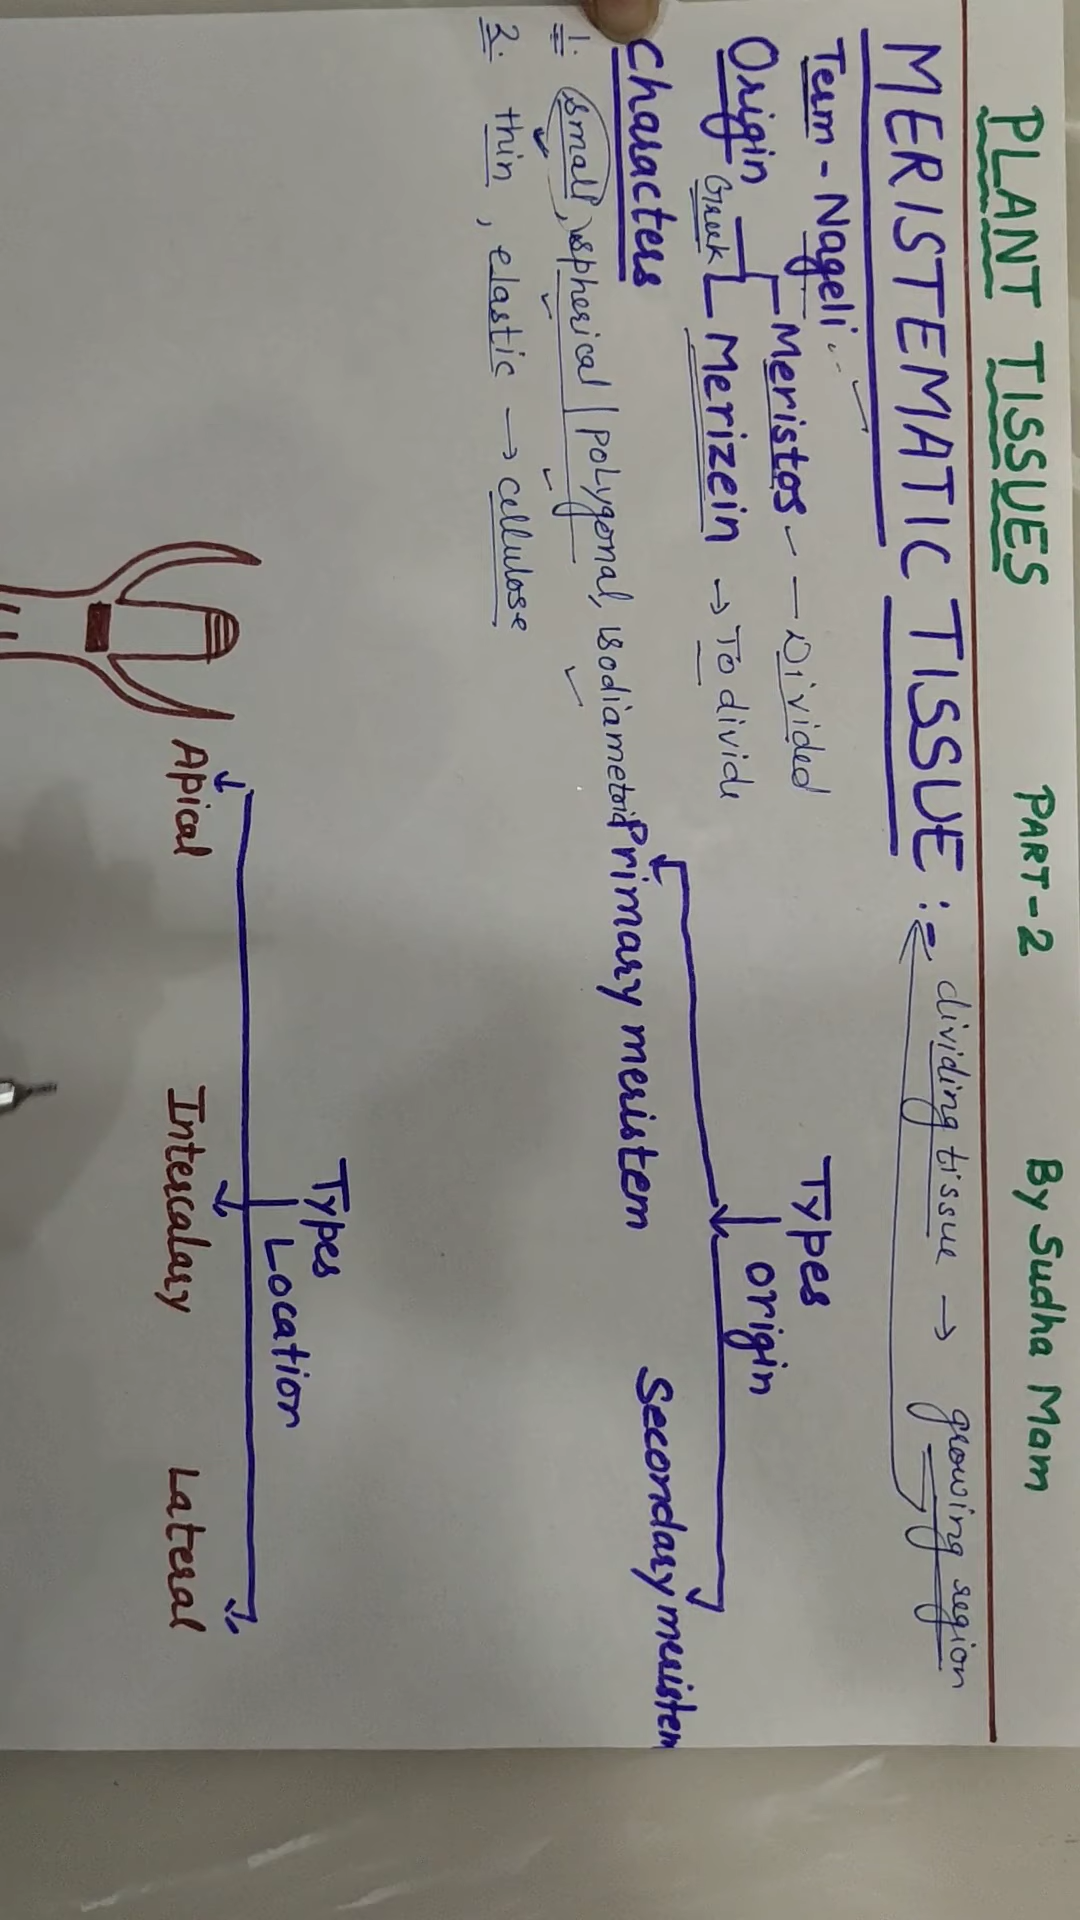 PLANT TISSUES PART-2 By Sudha Mam
MERISTEMATIC TISSUE :- dividing tissue → growing region
Term - Nageli
Origin Meristos - Divided
Greek Merizein → To divide
Characters
1. small, spherical / polygonal, isodiametric
2. thin, elastic → cellulose
Types
Origin
Primary meristem Secondary meristem
Types
Location
Apical Intercalary Lateral